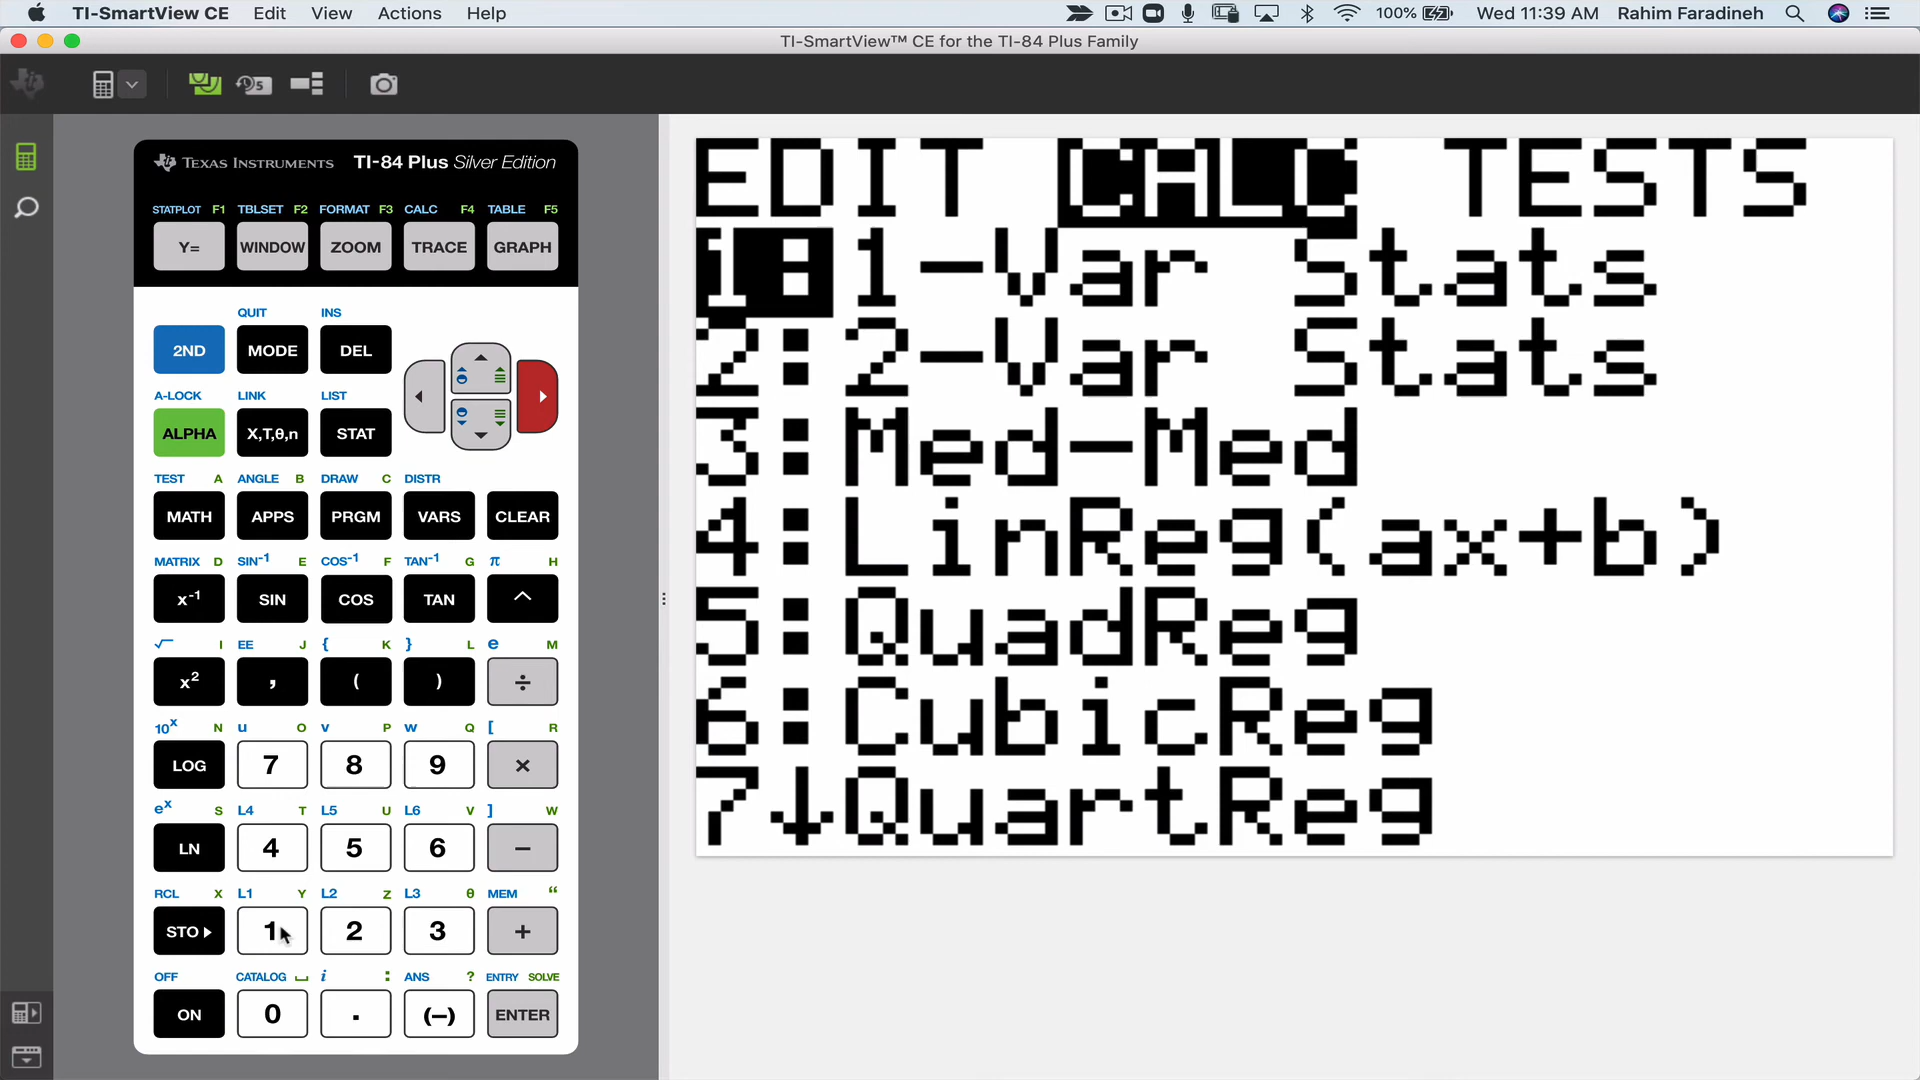 TI-SmartView CE Edit View Actions Help 100% Wed 11:39 AM Rahim Faradineh
TI-SmartView™ CE for the TI-84 Plus Family
TEXAS INSTRUMENTS TI-84 Plus Silver Edition
STATPLOT F1 TBLSET F2 FORMAT F3 CALC F4 TABLE F5
Y= WINDOW ZOOM TRACE GRAPH
QUIT INS
2ND MODE DEL
A-LOCK LINK LIST
ALPHA X,T,θ,n STAT
TEST A ANGLE B DRAW C DISTR
MATH APPS PRGM VARS CLEAR
MATRIX D SIN⁻¹ E COS⁻¹ F TAN⁻¹ G π H
x⁻¹ SIN COS TAN ^
√ I EE J { K } L e M
x² , ( ) ÷
10ˣ N u O v P w Q [ R
LOG 7 8 9 ×
eˣ S L4 T L5 U L6 V ] W
LN 4 5 6 −
RCL X L1 Y L2 Z L3 θ MEM “
STO▸ 1 2 3 +
OFF CATALOG ⎵ i : ANS ? ENTRY SOLVE
ON 0 . (−) ENTER
EDIT CALC TESTS
1:1-Var Stats
2:2-Var Stats
3:Med-Med
4:LinReg(ax+b)
5:QuadReg
6:CubicReg
7↓QuartReg